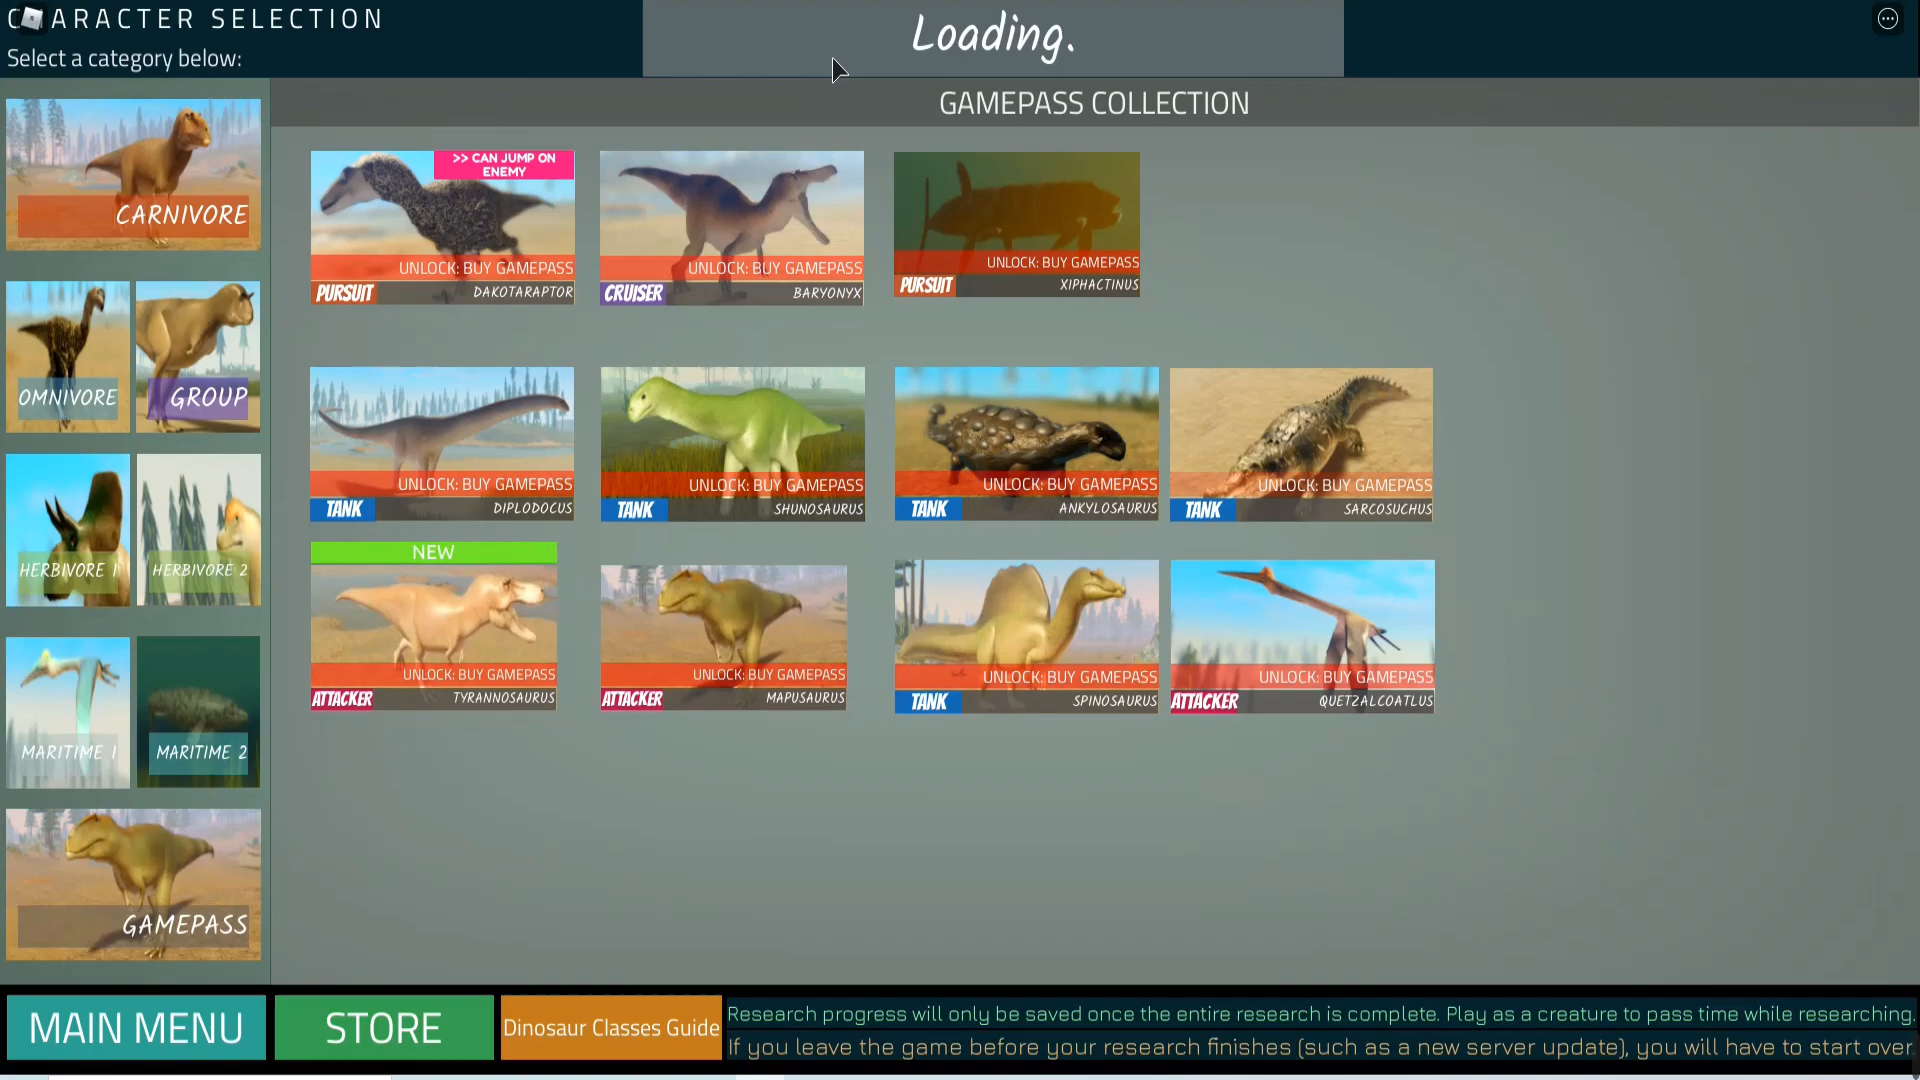 CHARACTER SELECTION
Select a category below:
Loading.
GAMEPASS COLLECTION
CARNIVORE
OMNIVORE
GROUP
HERBIVORE 1
HERBIVORE 2
MARITIME 1
MARITIME 2
GAMEPASS
>> CAN JUMP ON
ENEMY
UNLOCK: BUY GAMEPASS
PURSUIT
DAKOTARAPTOR
UNLOCK: BUY GAMEPASS
CRUISER
BARYONYX
UNLOCK: BUY GAMEPASS
PURSUIT
XIPHACTINUS
UNLOCK: BUY GAMEPASS
TANK
DIPLODOCUS
UNLOCK: BUY GAMEPASS
TANK
SHUNOSAURUS
UNLOCK: BUY GAMEPASS
TANK
ANKYLOSAURUS
UNLOCK: BUY GAMEPASS
TANK
SARCOSUCHUS
NEW
UNLOCK: BUY GAMEPASS
ATTACKER
TYRANNOSAURUS
UNLOCK: BUY GAMEPASS
ATTACKER
MAPUSAURUS
UNLOCK: BUY GAMEPASS
TANK
SPINOSAURUS
UNLOCK: BUY GAMEPASS
ATTACKER
QUETZALCOATLUS
MAIN MENU
STORE
Dinosaur Classes Guide
Research progress will only be saved once the entire research is complete. Play as a creature to pass time while researching.
If you leave the game before your research finishes (such as a new server update), you will have to start over.